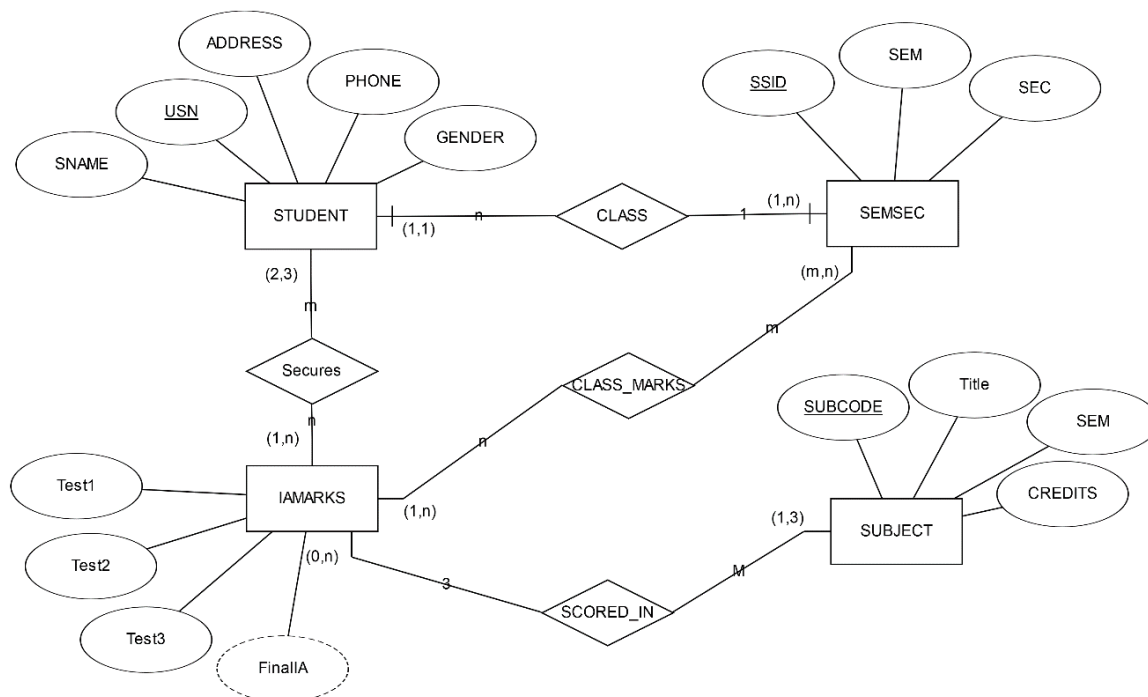 ADDRESS
SEM
PHONE
SSID
USN
SEC
GENDER
SNAME
STUDENT
n
CLASS
1
(1,n)
SEMSEC
(1,1)
(2,3)
(m,n)
m
m
Secures
CLASS_MARKS
Title
SUBCODE
n
SEM
(1,n)
n
Test1
IAMARKS
(1,n)
CREDITS
(1,3)
SUBJECT
Test2
(0,n)
3
M
SCORED_IN
Test3
FinalIA